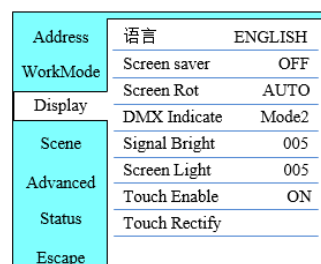 Address
WorkMode
Display
Scene
Advanced
Status
Escape
语言 ENGLISH
Screen saver OFF
Screen Rot AUTO
DMX Indicate Mode2
Signal Bright 005
Screen Light 005
Touch Enable ON
Touch Rectify